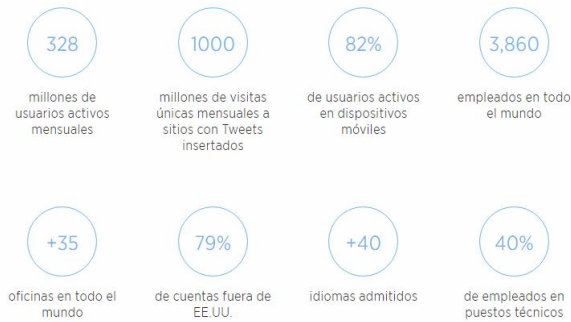 328
millones de
usuarios activos
mensuales
1000
millones de visitas
únicas mensuales a
sitios con Tweets
insertados
82%
de usuarios activos
en dispositivos
móviles
3,860
empleados en todo
el mundo
+35
oficinas en todo el
mundo
79%
de cuentas fuera de
EE.UU.
+40
idiomas admitidos
40%
de empleados en
puestos técnicos